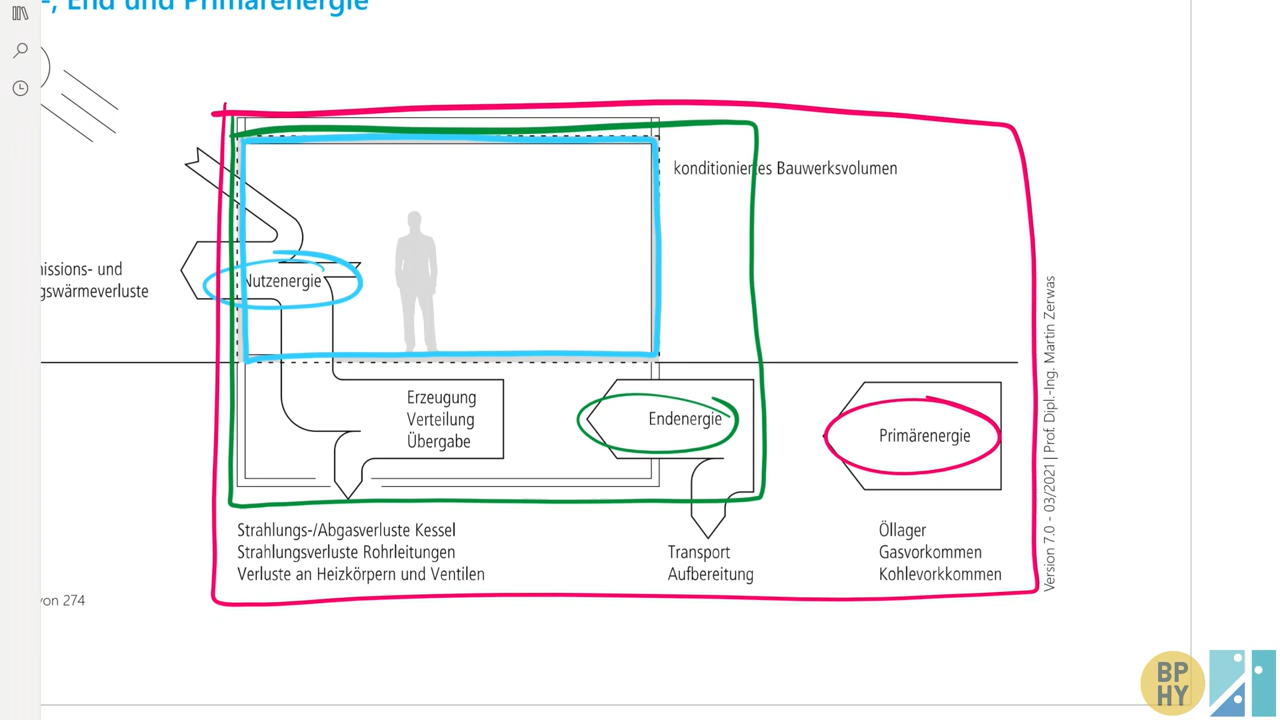 -, End und Primärenergie
konditioniertes Bauwerksvolumen
Nutzenergie
nissions- und
gswärmeverluste
Erzeugung
Verteilung
Übergabe
Endenergie
Primärenergie
Strahlungs-/Abgasverluste Kessel
Strahlungsverluste Rohrleitungen
Verluste an Heizkörpern und Ventilen
Transport
Aufbereitung
Öllager
Gasvorkommen
Kohlevorkkommen
Version 7.0 - 03/2021 | Prof. Dipl.-Ing. Martin Zerwas
von 274
BP
HY